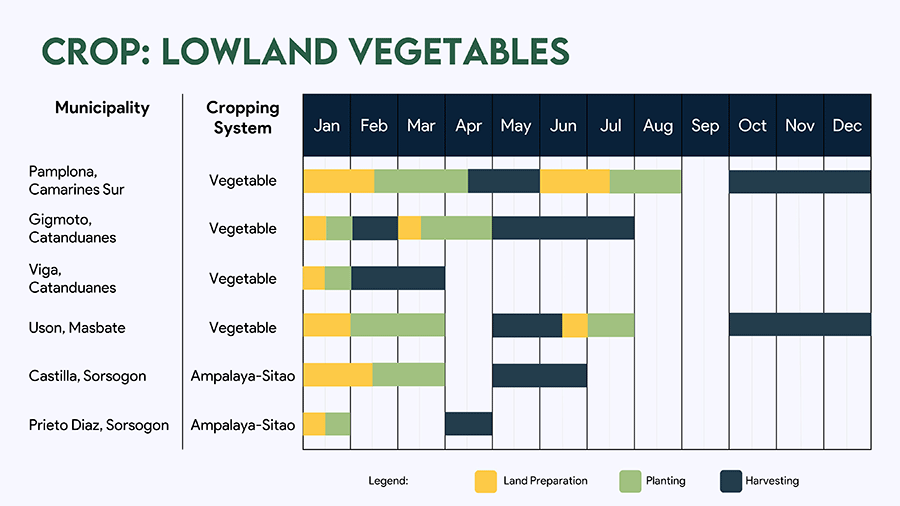 CROP: LOWLAND VEGETABLES
Municipality
Cropping
System
Jan Feb Mar Apr May Jun Jul Aug Sep Oct Nov Dec
Pamplona,
Camarines Sur
Vegetable
Gigmoto,
Catanduanes
Vegetable
Viga,
Catanduanes
Vegetable
Uson, Masbate
Vegetable
Castilla, Sorsogon
Ampalaya-Sitao
Prieto Diaz, Sorsogon
Ampalaya-Sitao
Legend: Land Preparation Planting Harvesting